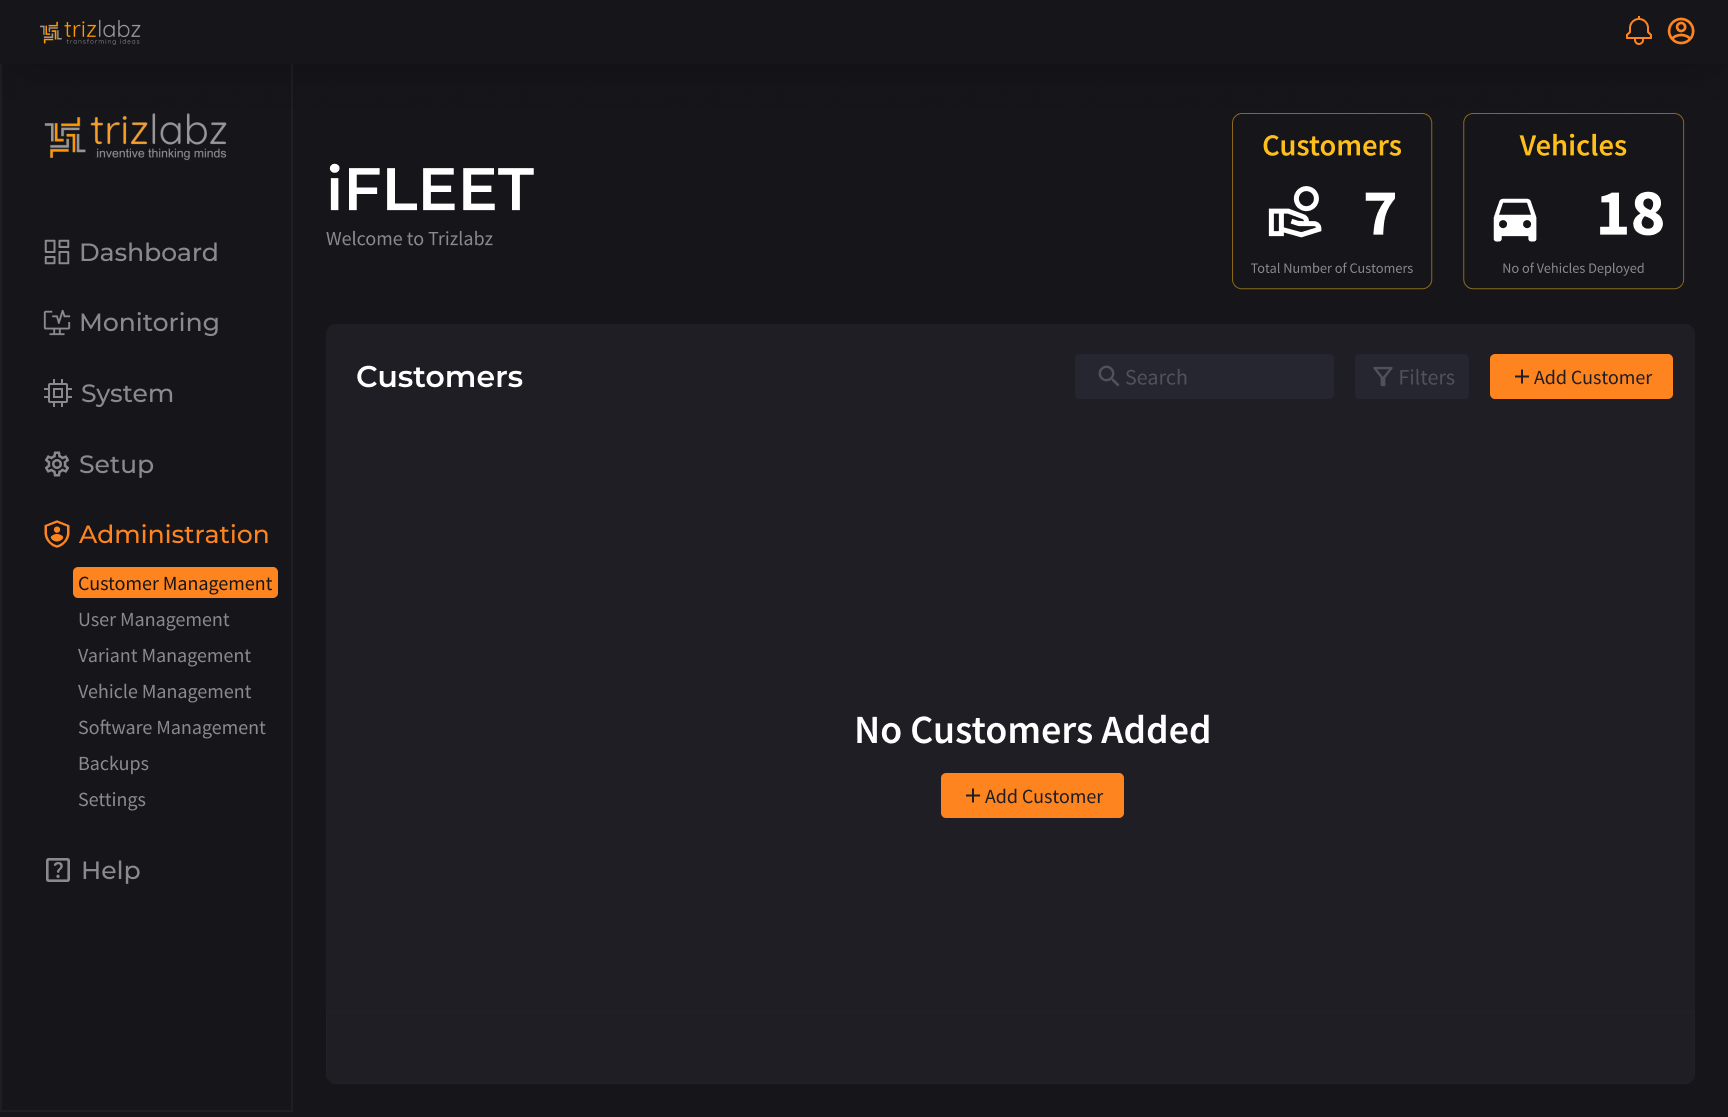 trizlabz
transforming ideas
trizlabz
inventive thinking minds
Dashboard
Monitoring
System
Setup
Administration
Customer Management
User Management
Variant Management
Vehicle Management
Software Management
Backups
Settings
Help
iFLEET
Welcome to Trizlabz
Customers
7
Total Number of Customers
Vehicles
18
No of Vehicles Deployed
Customers
Search
Filters
+ Add Customer
No Customers Added
+ Add Customer